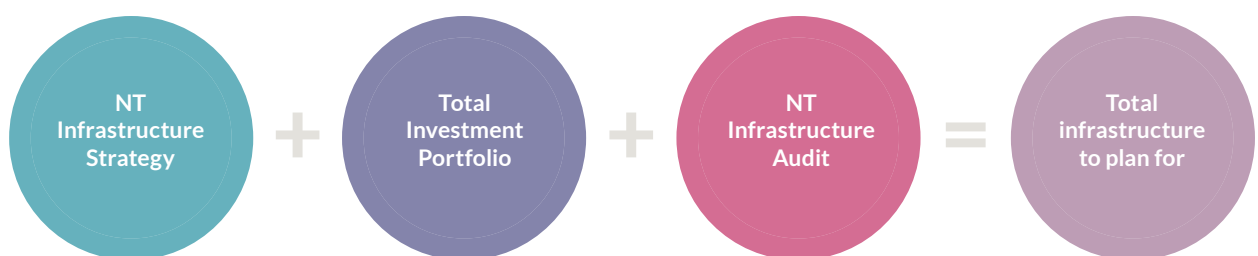 NT
Infrastructure
Strategy
+
Total
Investment
Portfolio
+
NT
Infrastructure
Audit
=
Total
infrastructure
to plan for